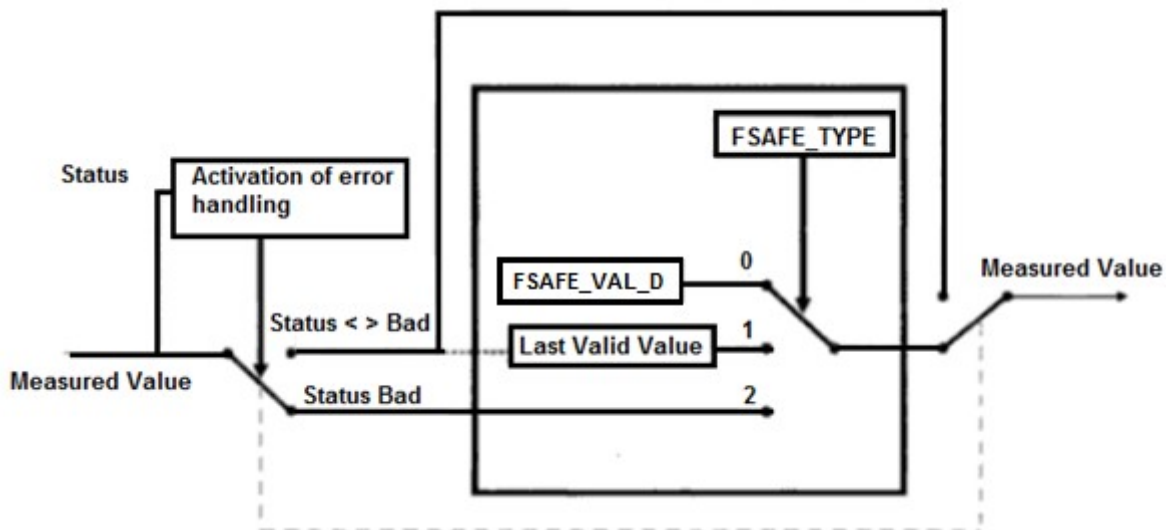 FSAFE_TYPE
Status
Activation of error
handling
FSAFE_VAL_D
0
Measured Value
Status < > Bad
Last Valid Value
1
Measured Value
Status Bad
2